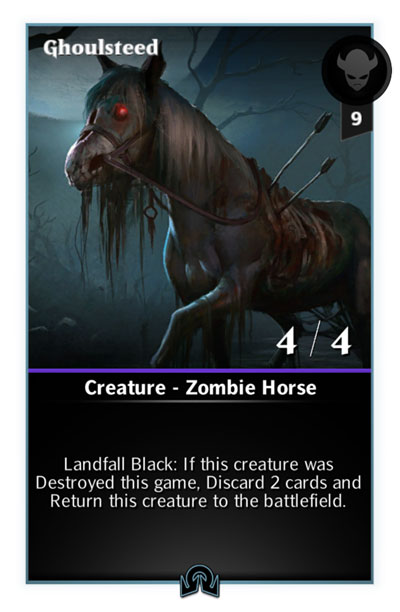 Ghoulsteed
9
4/4
Creature - Zombie Horse
Landfall Black: If this creature was
Destroyed this game, Discard 2 cards and
Return this creature to the battlefield.